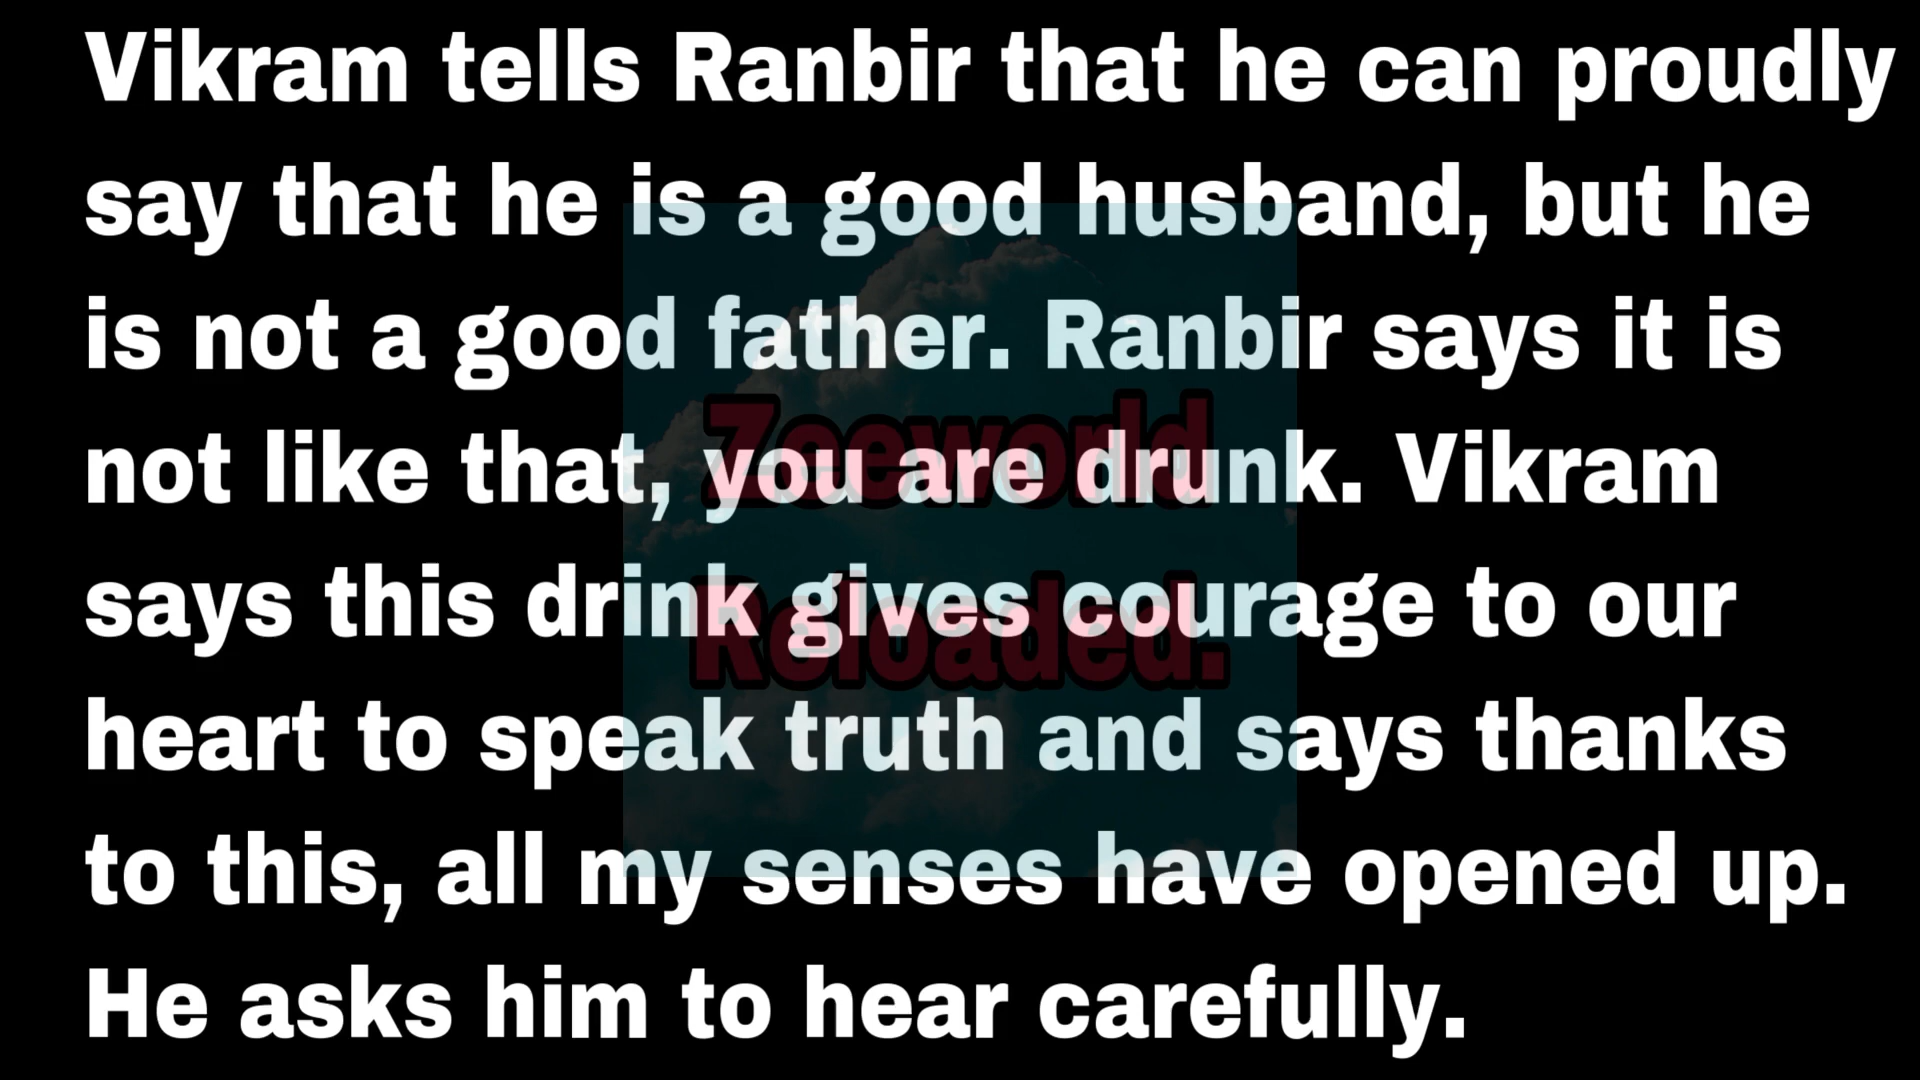 Vikram tells Ranbir that he can proudly
say that he is a good husband, but he
is not a good father. Ranbir says it is
not like that, you are drunk. Vikram
says this drink gives courage to our
heart to speak truth and says thanks
to this, all my senses have opened up.
He asks him to hear carefully.
Zeeworld
Reloaded.